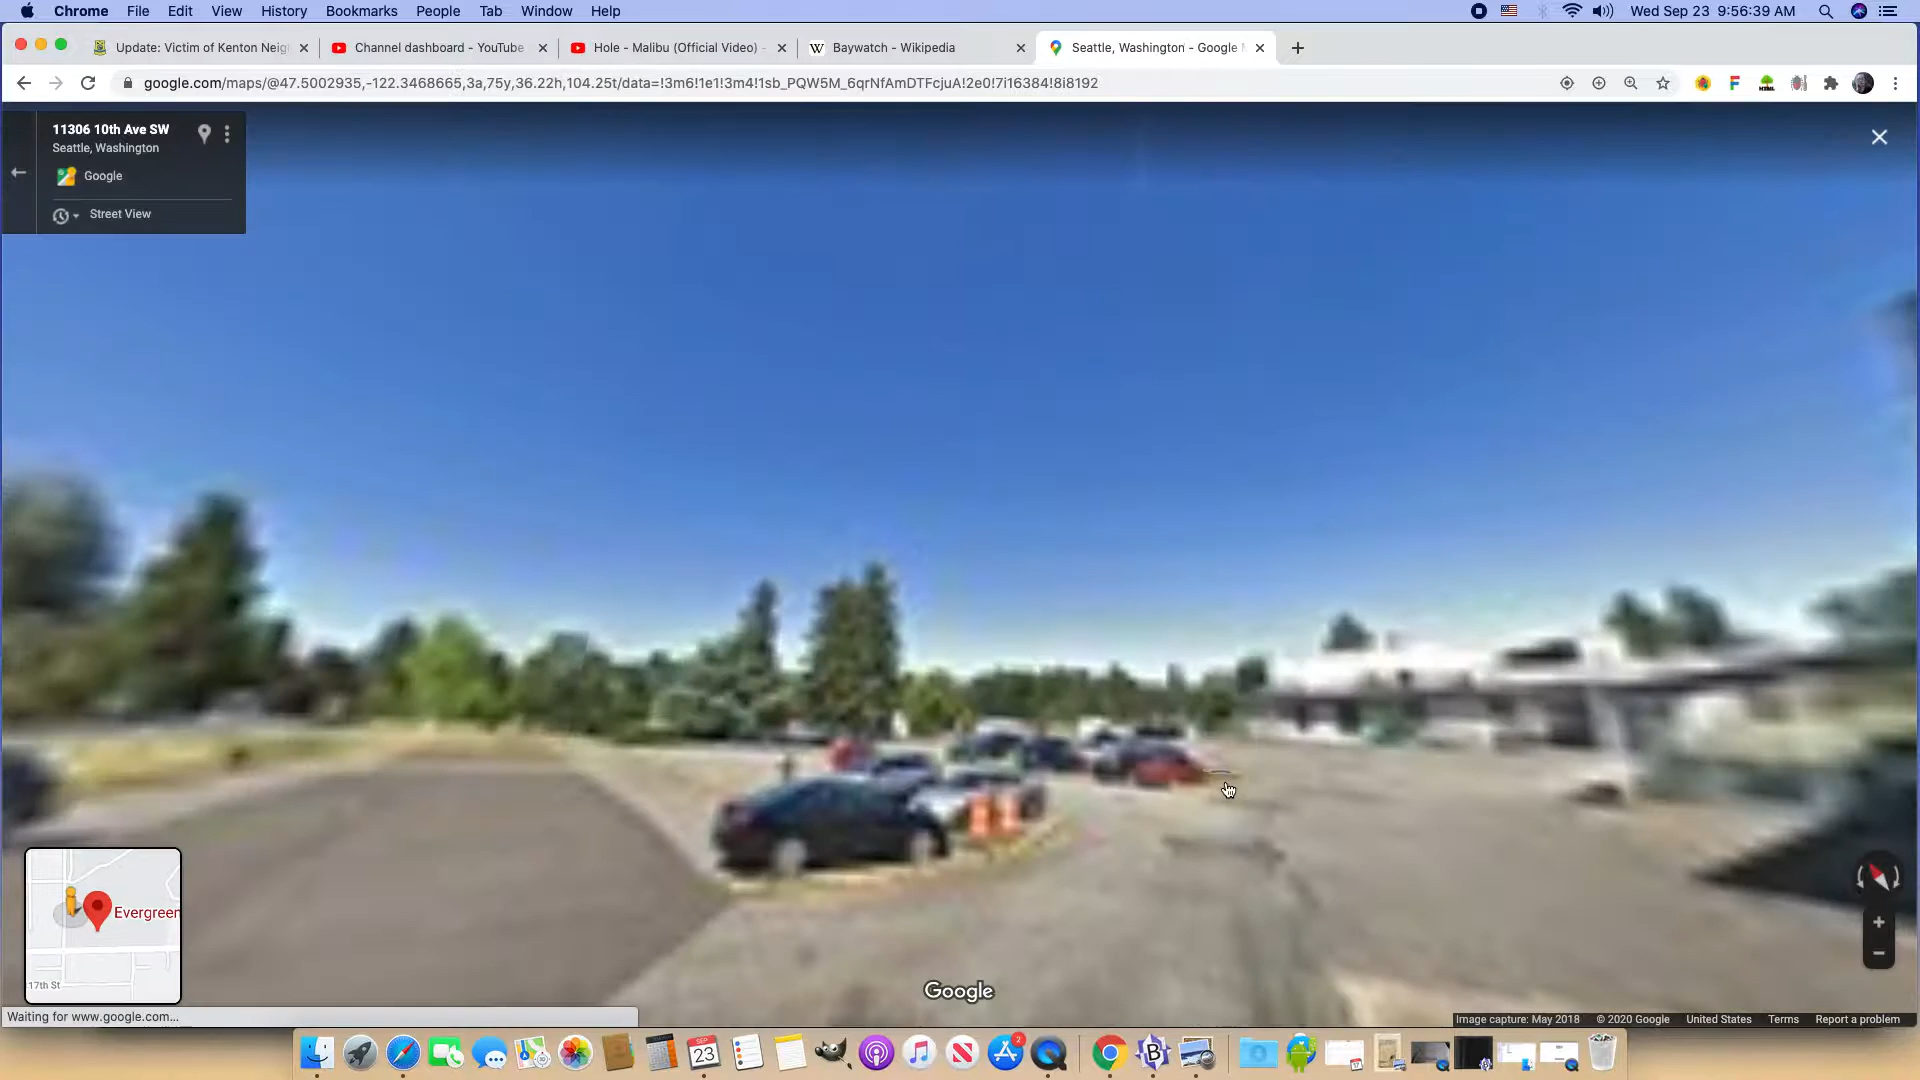 Chrome File Edit View History Bookmarks People Tab Window Help Wed Sep 23 9:56:39 AM
Update: Victim of Kenton Neig Channel dashboard - YouTube Hole - Malibu (Official Video) - Baywatch - Wikipedia Seattle, Washington - Google
google.com/maps/@47.5002935,-122.3468665,3a,75y,36.22h,104.25t/data=!3m6!1e1!3m4!1sb_PQW5M_6qrNfAmDTFcjuA!2e0!7i16384!8i8192
11306 10th Ave SW
Seattle, Washington
Google
Street View
Evergreen
17th St
Google
Waiting for www.google.com...
Image capture: May 2018 © 2020 Google United States Terms Report a problem
SEP
23
2
17